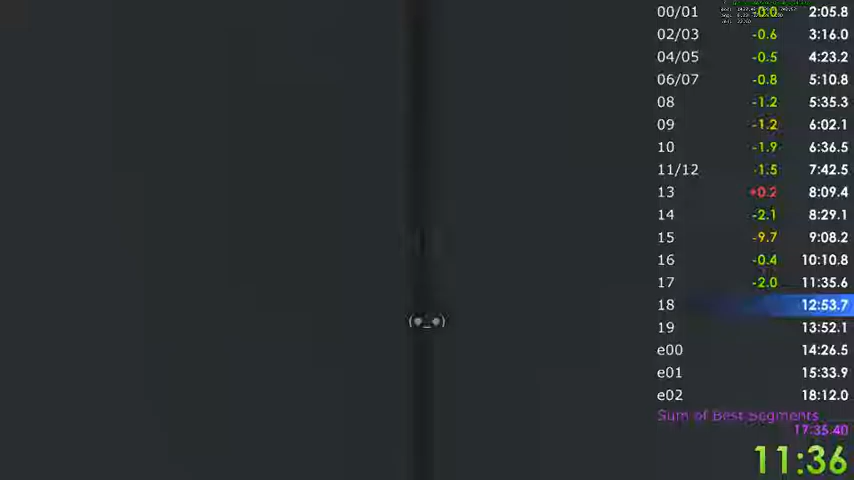 00/01 -0.0 2:05.8
02/03 -0.6 3:16.0
04/05 -0.5 4:23.2
06/07 -0.8 5:10.8
08 -1.2 5:35.3
09 -1.2 6:02.1
10 -1.9 6:36.5
11/12 -1.5 7:42.5
13 +0.2 8:09.4
14 -2.1 8:29.1
15 -9.7 9:08.2
16 -0.4 10:10.8
17 -2.0 11:35.6
18 12:53.7
19 13:52.1
e00 14:26.5
e01 15:33.9
e02 18:12.0
Sum of Best Segments
17:35.40
11:36